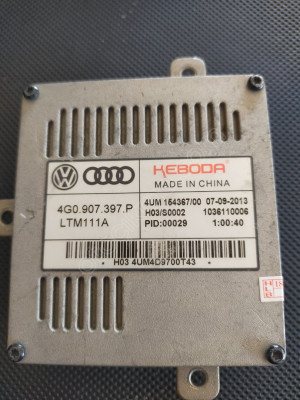 KEBODA
MADE IN CHINA
4G0.907.397.P
LTM111A
4UM 154367/00 07-09-2013
H03/S0002 1036110006
PID:00029 1:00:40
H03 4UM4D9700T43